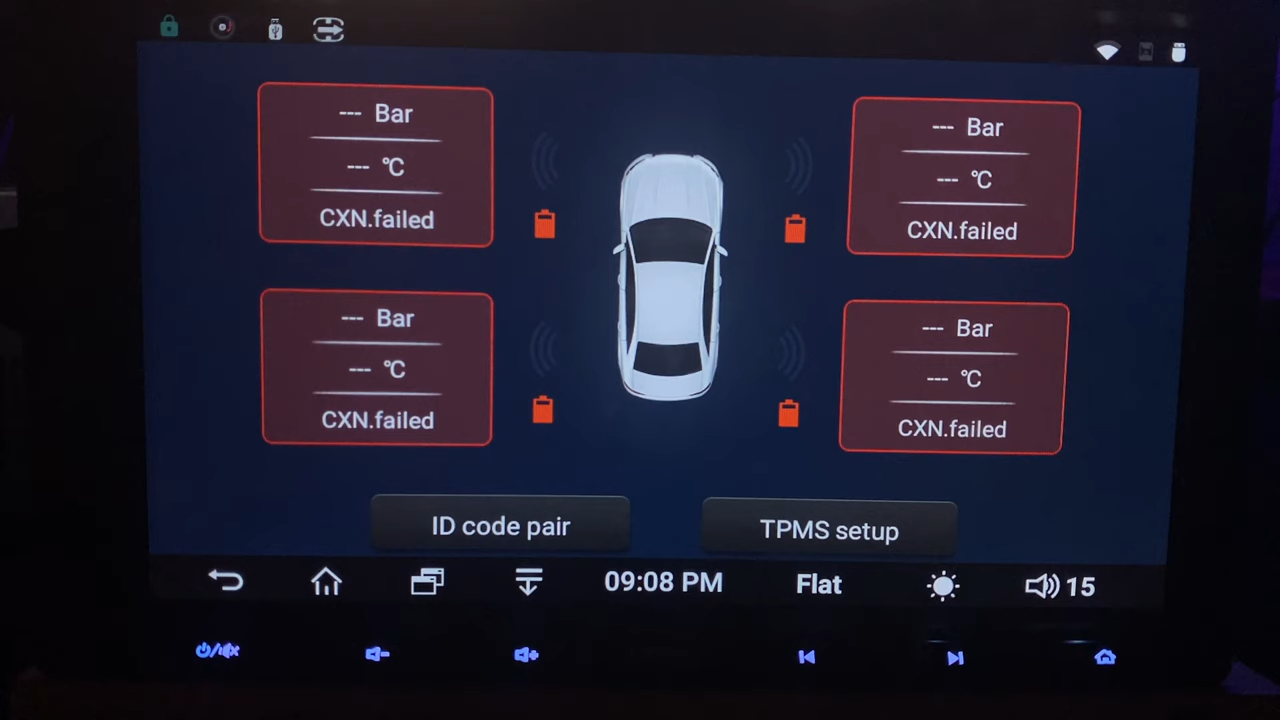 --- Bar
--- ℃
CXN.failed
--- Bar
--- ℃
CXN.failed
--- Bar
--- ℃
CXN.failed
--- Bar
--- ℃
CXN.failed
ID code pair
TPMS setup
09:08 PM
Flat
15